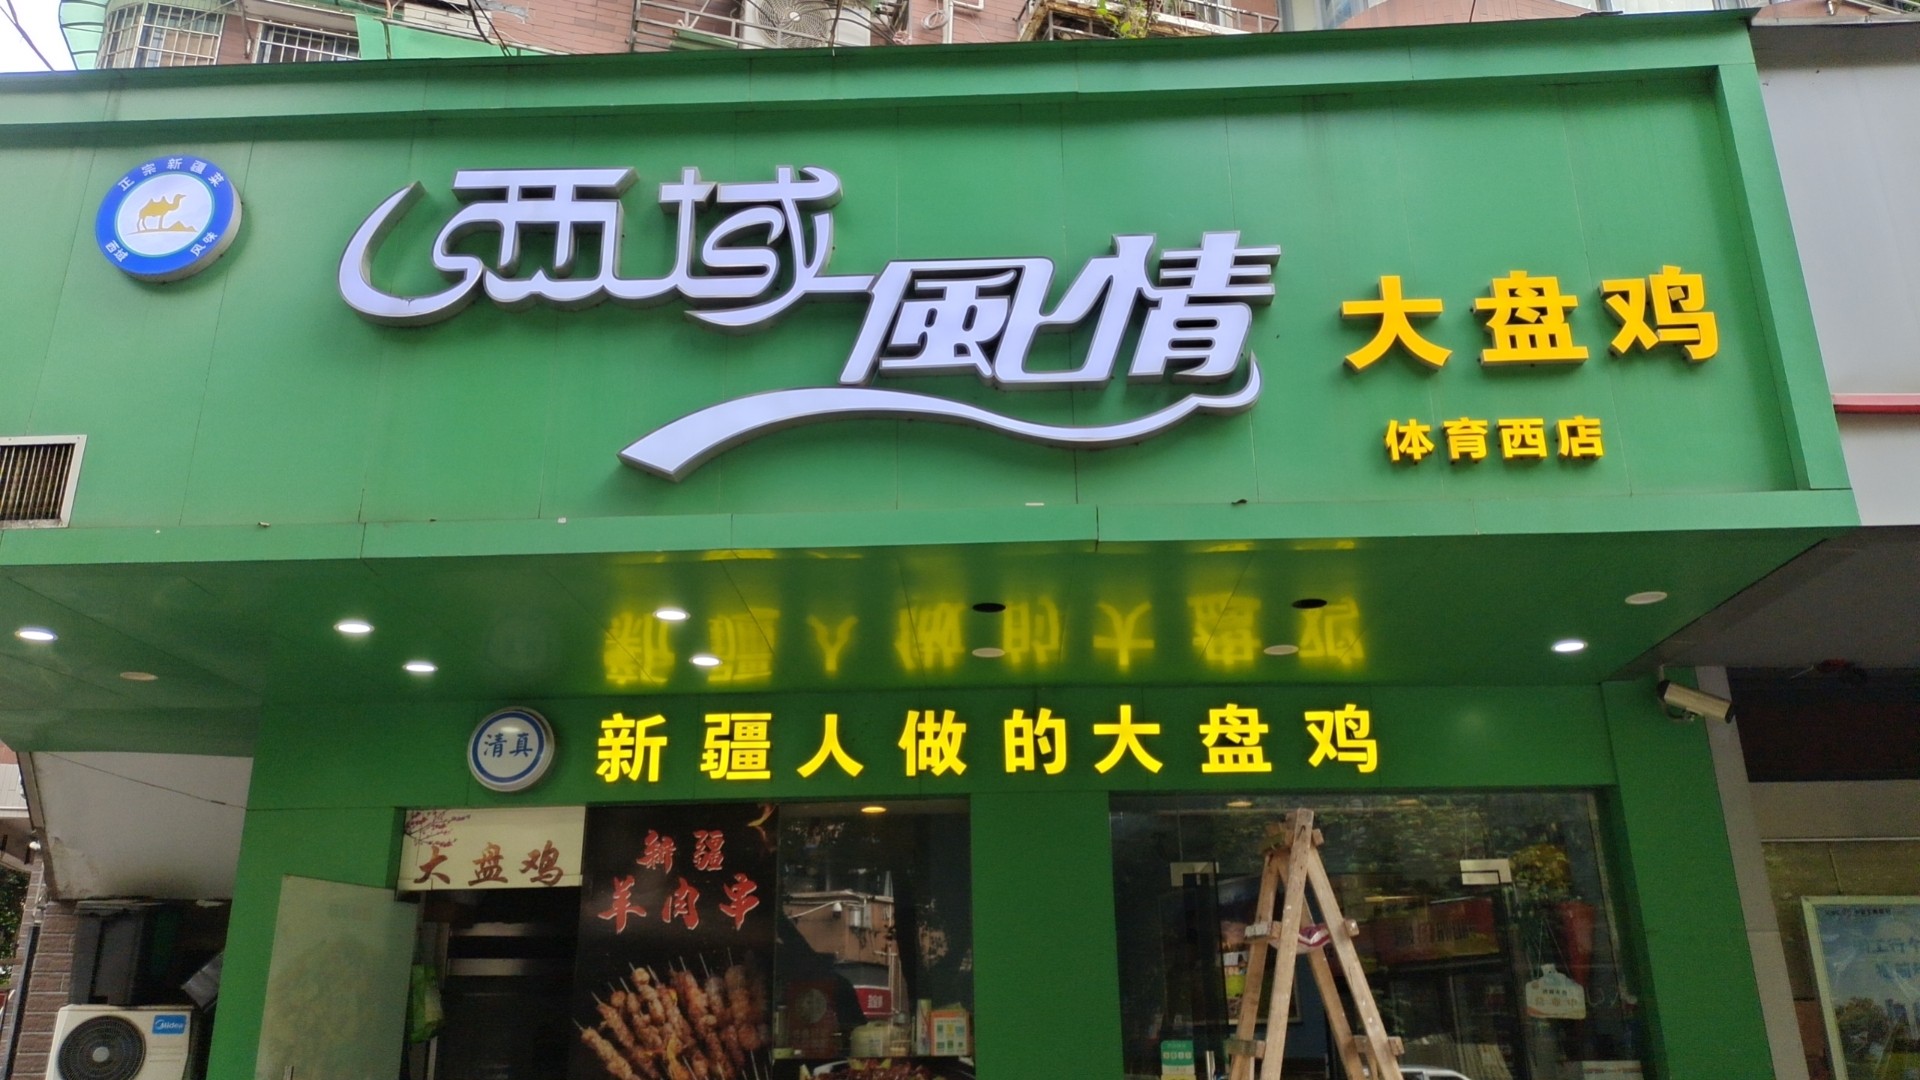 正宗新疆菜
西域 风味
西域風情
大盘鸡
体育西店
清真
新疆人做的大盘鸡
大盘鸡
新疆
羊肉串
Midea